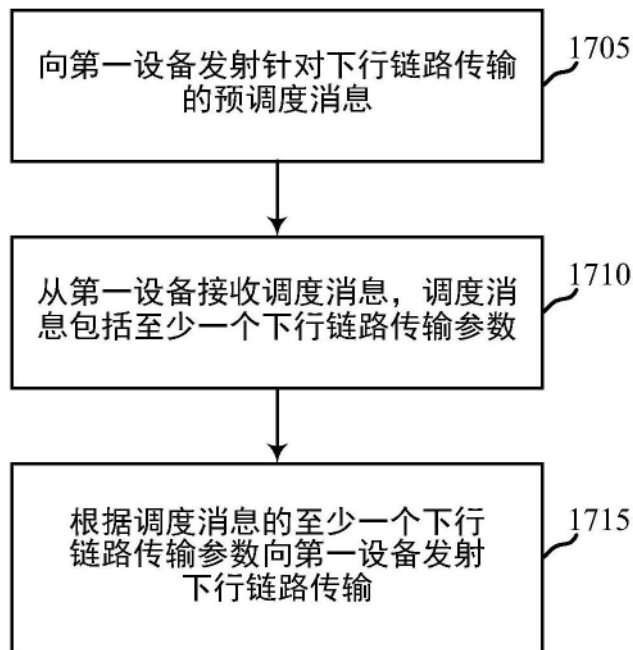 向第一设备发射针对下行链路传输
的预调度消息
1705
从第一设备接收调度消息，调度消
息包括至少一个下行链路传输参数
1710
根据调度消息的至少一个下行
链路传输参数向第一设备发射
下行链路传输
1715